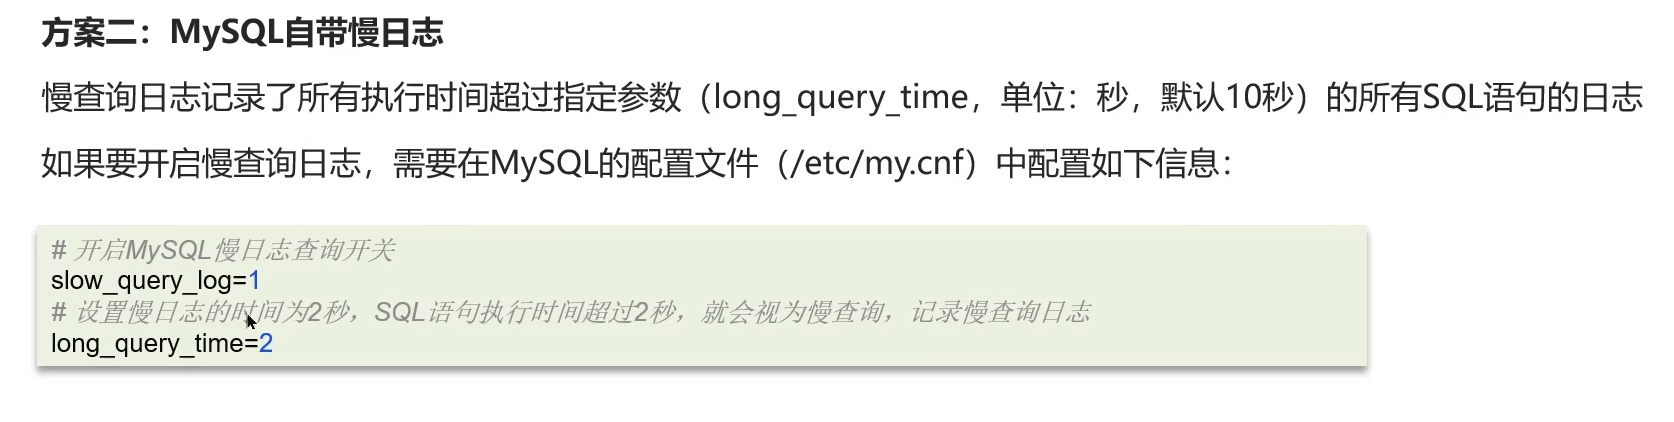 方案二：MySQL自带慢日志
慢查询日志记录了所有执行时间超过指定参数（long_query_time，单位：秒，默认10秒）的所有SQL语句的日志
如果要开启慢查询日志，需要在MySQL的配置文件（/etc/my.cnf）中配置如下信息：
# 开启MySQL慢日志查询开关
slow_query_log=1
# 设置慢日志的时间为2秒，SQL语句执行时间超过2秒，就会视为慢查询，记录慢查询日志
long_query_time=2